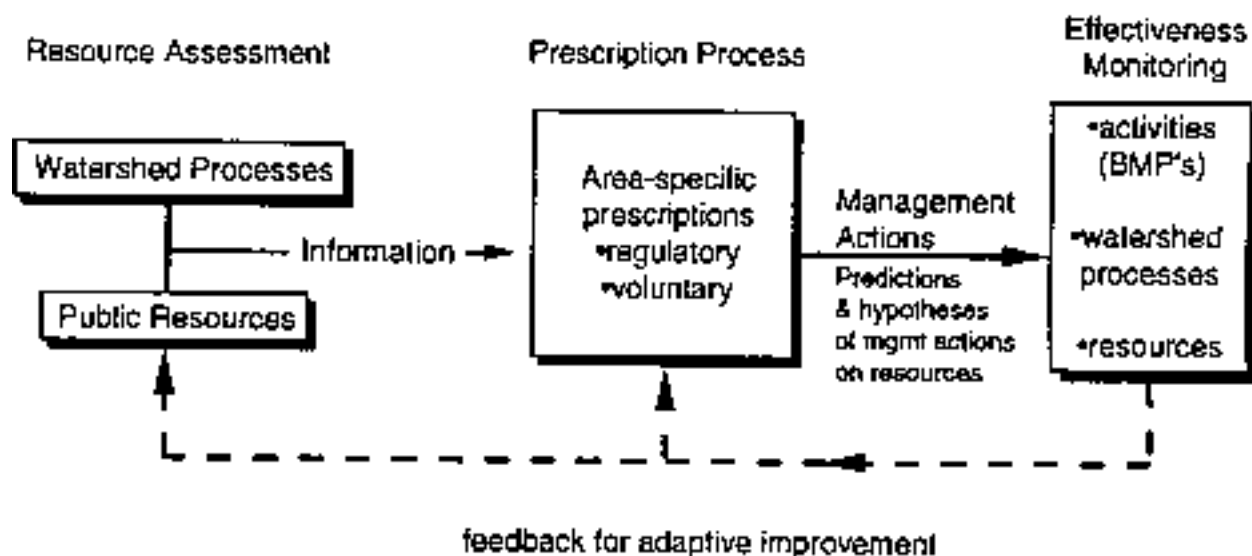 Resource Assessment
Watershed Processes
Information
Public Resources
Prescription Process
Area-specific
prescriptions
•regulatory
•voluntary
Management
Actions
Predictions
& hypotheses
of mgmt actions
on resources
Effectiveness
Monitoring
•activities
(BMP's)
•watershed
processes
•resources
feedback for adaptive improvement